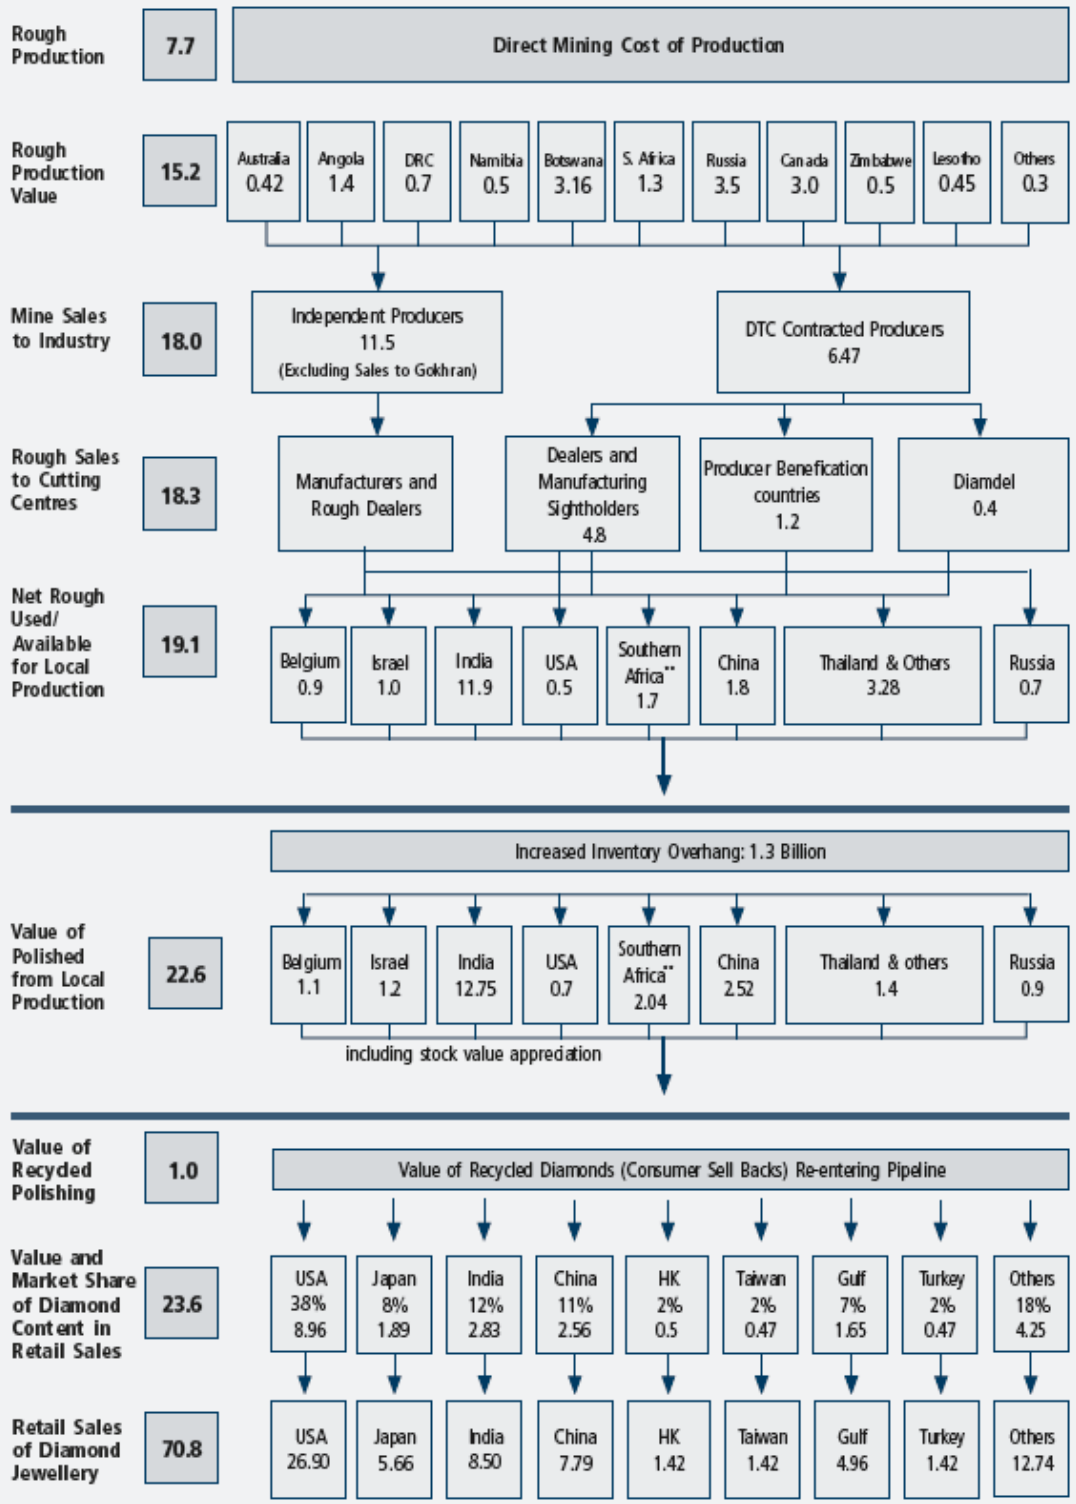 Rough
Production
7.7
Direct Mining Cost of Production
Rough
Production
Value
15.2
Australia
0.42
Angola
1.4
DRC
0.7
Namibia
0.5
Botswana
3.16
S. Africa
1.3
Russia
3.5
Canada
3.0
Zimbabwe
0.5
Lesotho
0.45
Others
0.3
Mine Sales
to Industry
18.0
Independent Producers
11.5
(Excluding Sales to Gokhran)
DTC Contracted Producers
6.47
Rough Sales
to Cutting
Centres
18.3
Manufacturers and
Rough Dealers
Dealers and
Manufacturing
Sightholders
4.8
Producer Benefication
countries
1.2
Diamdel
0.4
Net Rough
Used/
Available
for Local
Production
19.1
Belgium
0.9
Israel
1.0
India
11.9
USA
0.5
Southern
Africa**
1.7
China
1.8
Thailand & Others
3.28
Russia
0.7
Increased Inventory Overhang: 1.3 Billion
Value of
Polished
from Local
Production
22.6
Belgium
1.1
Israel
1.2
India
12.75
USA
0.7
Southern
Africa**
2.04
China
2.52
Thailand & others
1.4
Russia
0.9
including stock value appreciation
Value of
Recycled
Polishing
1.0
Value of Recycled Diamonds (Consumer Sell Backs) Re-entering Pipeline
Value and
Market Share
of Diamond
Content in
Retail Sales
23.6
USA
38%
8.96
Japan
8%
1.89
India
12%
2.83
China
11%
2.56
HK
2%
0.5
Taiwan
2%
0.47
Gulf
7%
1.65
Turkey
2%
0.47
Others
18%
4.25
Retail Sales
of Diamond
Jewellery
70.8
USA
26.90
Japan
5.66
India
8.50
China
7.79
HK
1.42
Taiwan
1.42
Gulf
4.96
Turkey
1.42
Others
12.74